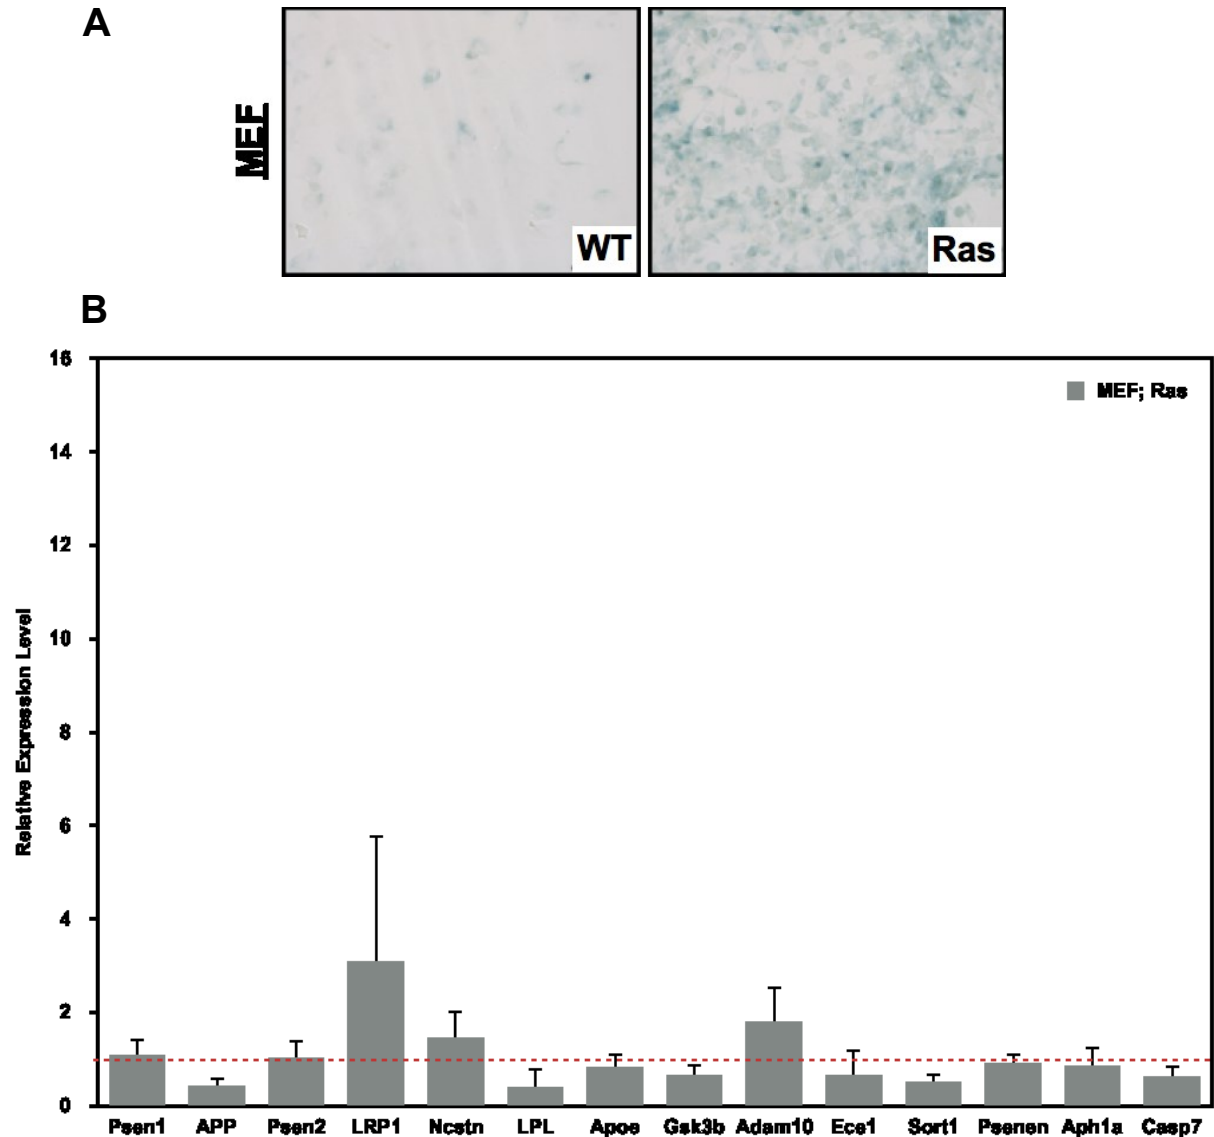 A
MEF
WT
Ras
B
16
14
12
10
8
6
4
2
0
Relative Expression Level
MEF; Ras
Psen1 APP Psen2 LRP1 Ncstn LPL Apoe Gsk3b Adam10 Ece1 Sort1 Psenen Aph1a Casp7